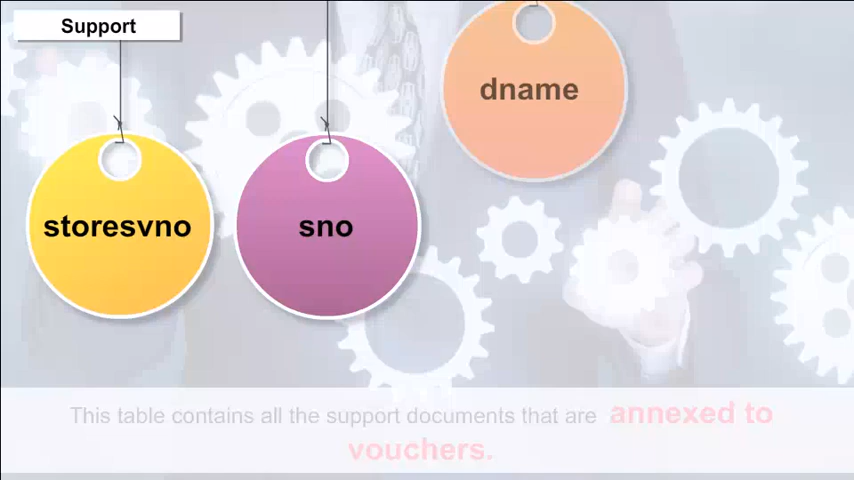 Support
dname
storesvno
sno
This table contains all the support documents that are annexed to
vouchers.